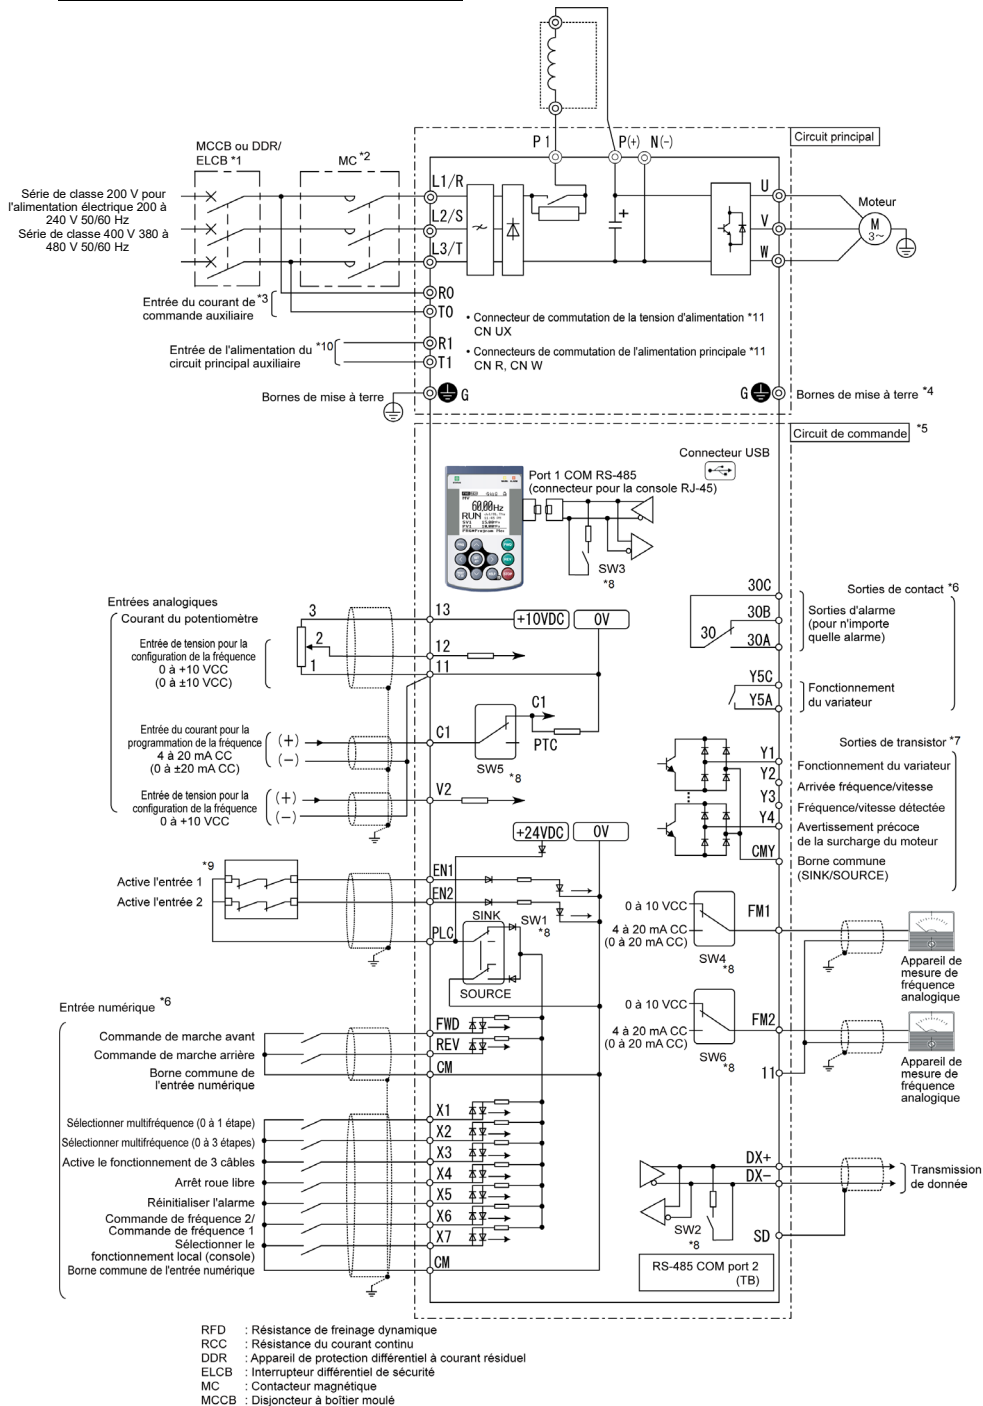 P1
P(+)
N(-)
Circuit principal
MCCB ou DDR/
ELCB *1
MC *2
Série de classe 200 V pour
l'alimentation électrique 200 à
240 V 50/60 Hz
Série de classe 400 V 380 à
480 V 50/60 Hz
L1/R
L2/S
L3/T
+
U
V
W
Moteur
M
3~
Entrée du courant de *3
commande auxiliaire
R0
T0
• Connecteur de commutation de la tension d'alimentation *11
CN UX
Entrée de l'alimentation du *10
circuit principal auxiliaire
R1
T1
• Connecteurs de commutation de l'alimentation principale *11
CN R, CN W
Bornes de mise à terre
G
G
Bornes de mise à terre *4
Circuit de commande *5
Connecteur USB
Port 1 COM RS-485
(connecteur pour la console RJ-45)
RUN
SW3
*8
Entrées analogiques
Courant du potentiomètre
Entrée de tension pour la
configuration de la fréquence
0 à +10 VCC
(0 à ±10 VCC)
3
2
1
13
12
11
+10VDC
0V
Entrée du courant pour la
programmation de la fréquence
4 à 20 mA CC
(0 à ±20 mA CC)
(+)
(-)
C1
SW5
*8
C1
PTC
Entrée de tension pour la
configuration de la fréquence
0 à +10 VCC
(+)
(-)
V2
+24VDC
0V
30C
30B
30
30A
Sorties de contact *6
Sorties d'alarme
(pour n'importe
quelle alarme)
Y5C
Y5A
Fonctionnement
du variateur
Sorties de transistor *7
Y1
Y2
Y3
Y4
CMY
Fonctionnement du variateur
Arrivée fréquence/vitesse
Fréquence/vitesse détectée
Avertissement précoce
de la surcharge du moteur
Borne commune
(SINK/SOURCE)
*9
Active l'entrée 1
Active l'entrée 2
EN1
EN2
PLC
SINK
SW1
*8
SOURCE
0 à 10 VCC
4 à 20 mA CC
(0 à 20 mA CC)
SW4
*8
FM1
Appareil de
mesure de
fréquence
analogique
0 à 10 VCC
4 à 20 mA CC
(0 à 20 mA CC)
SW6
*8
FM2
11
Appareil de
mesure de
fréquence
analogique
Entrée numérique *6
Commande de marche avant
Commande de marche arrière
Borne commune de
l'entrée numérique
FWD
REV
CM
Sélectionner multifréquence (0 à 1 étape)
Sélectionner multifréquence (0 à 3 étapes)
Active le fonctionnement de 3 câbles
Arrêt roue libre
Réinitialiser l'alarme
Commande de fréquence 2/
Commande de fréquence 1
Sélectionner le
fonctionnement local (console)
Borne commune de l'entrée numérique
X1
X2
X3
X4
X5
X6
X7
CM
DX+
DX-
SD
SW2
*8
Transmission
de donnée
RS-485 COM port 2
(TB)
RFD : Résistance de freinage dynamique
RCC : Résistance du courant continu
DDR : Appareil de protection différentiel à courant résiduel
ELCB : Interrupteur différentiel de sécurité
MC : Contacteur magnétique
MCCB : Disjoncteur à boîtier moulé